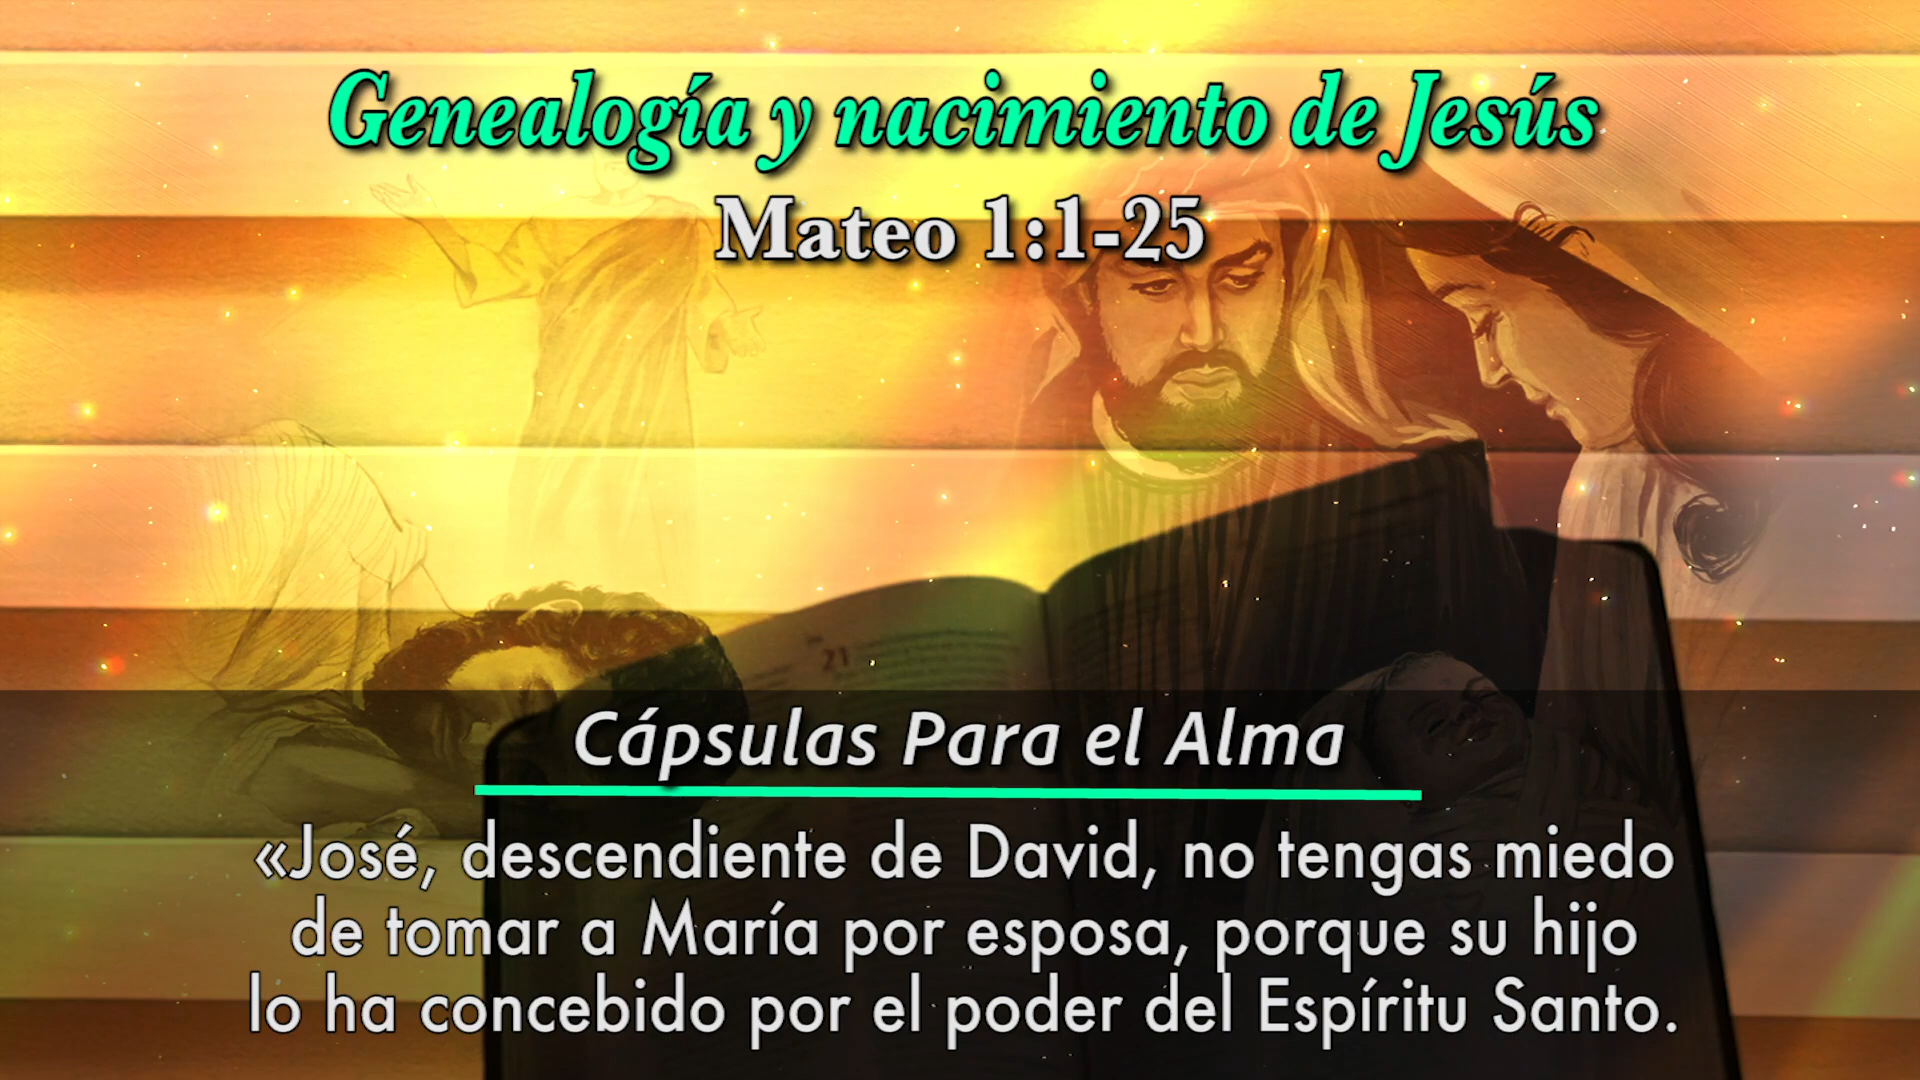 Genealogía y nacimiento de Jesús
Mateo 1:1-25
21
Cápsulas Para el Alma
«José, descendiente de David, no tengas miedo
de tomar a María por esposa, porque su hijo
lo ha concebido por el poder del Espíritu Santo.